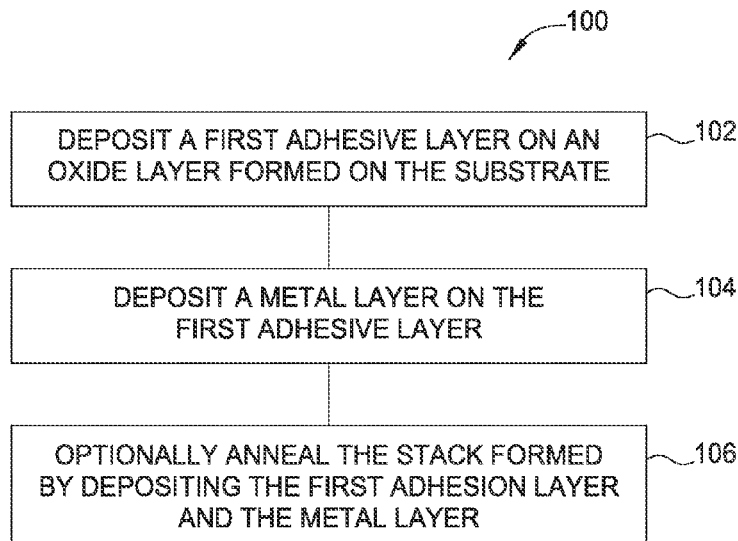 100
DEPOSIT A FIRST ADHESIVE LAYER ON AN
OXIDE LAYER FORMED ON THE SUBSTRATE
102
DEPOSIT A METAL LAYER ON THE
FIRST ADHESIVE LAYER
104
OPTIONALLY ANNEAL THE STACK FORMED
BY DEPOSITING THE FIRST ADHESION LAYER
AND THE METAL LAYER
106